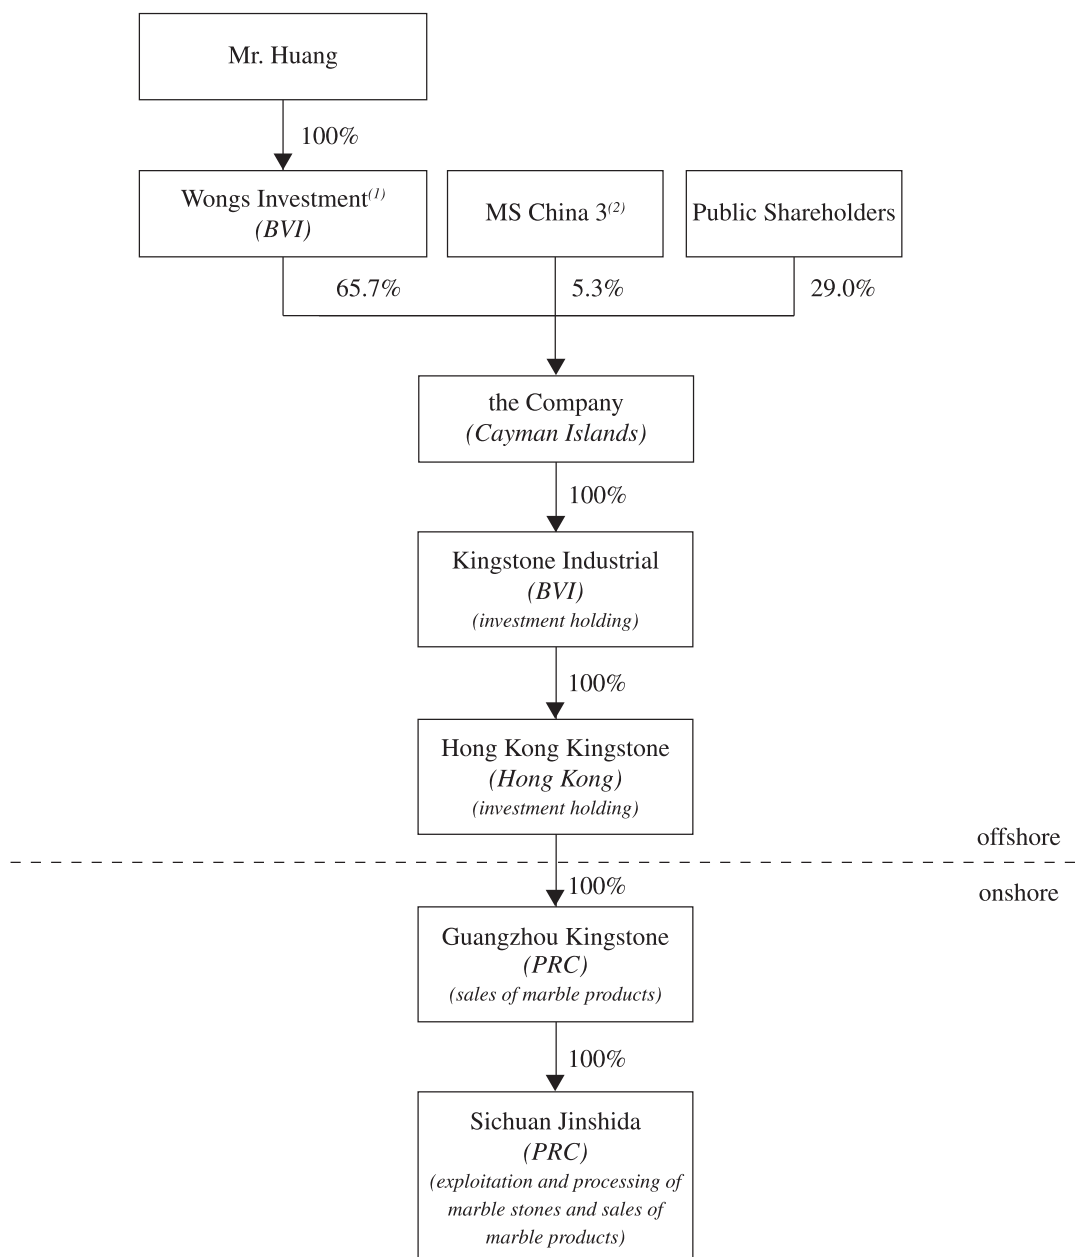 Mr. Huang
100%
Wongs Investment(1)
(BVI)
MS China 3(2)
Public Shareholders
65.7%
5.3%
29.0%
the Company
(Cayman Islands)
100%
Kingstone Industrial
(BVI)
(investment holding)
100%
Hong Kong Kingstone
(Hong Kong)
(investment holding)
offshore
100%
onshore
Guangzhou Kingstone
(PRC)
(sales of marble products)
100%
Sichuan Jinshida
(PRC)
(exploitation and processing of
marble stones and sales of
marble products)